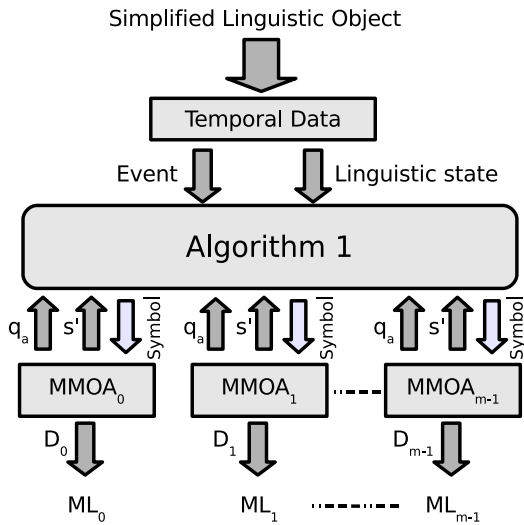 Simplified Linguistic Object
Temporal Data
Event Linguistic state
Algorithm 1
qₐ s' Symbol qₐ s' Symbol qₐ s' Symbol
MMOA₀ MMOA₁ MMOAₘ₋₁
D₀ D₁ Dₘ₋₁
ML₀ ML₁ MLₘ₋₁